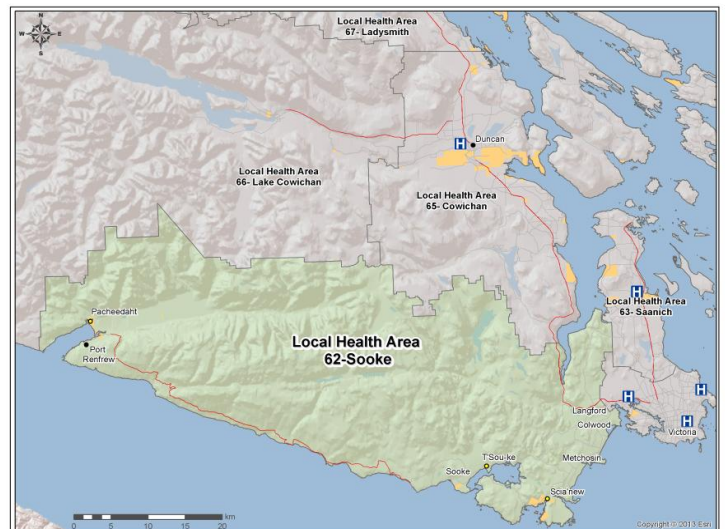 Local Health Area
67- Ladysmith
N
W
E
S
H
Duncan
Local Health Area
66- Lake Cowichan
Local Health Area
65- Cowichan
H
Local Health Area
63- Saanich
Pacheedaht
Port
Renfrew
Local Health Area
62-Sooke
H
H
Langford
Colwood
H
Victoria
T'Sou-ke
Metchosin
Sooke
Scia'new
0
5
10
15
20
km
Copyright © 2013 Esri